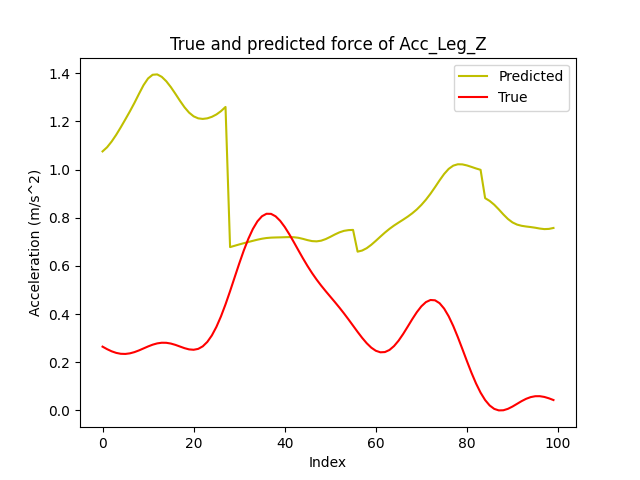 True and predicted force of Acc_Leg_Z
Predicted
True
Acceleration (m/s^2)
1.4
1.2
1.0
0.8
0.6
0.4
0.2
0.0
0 20 40 60 80 100
Index